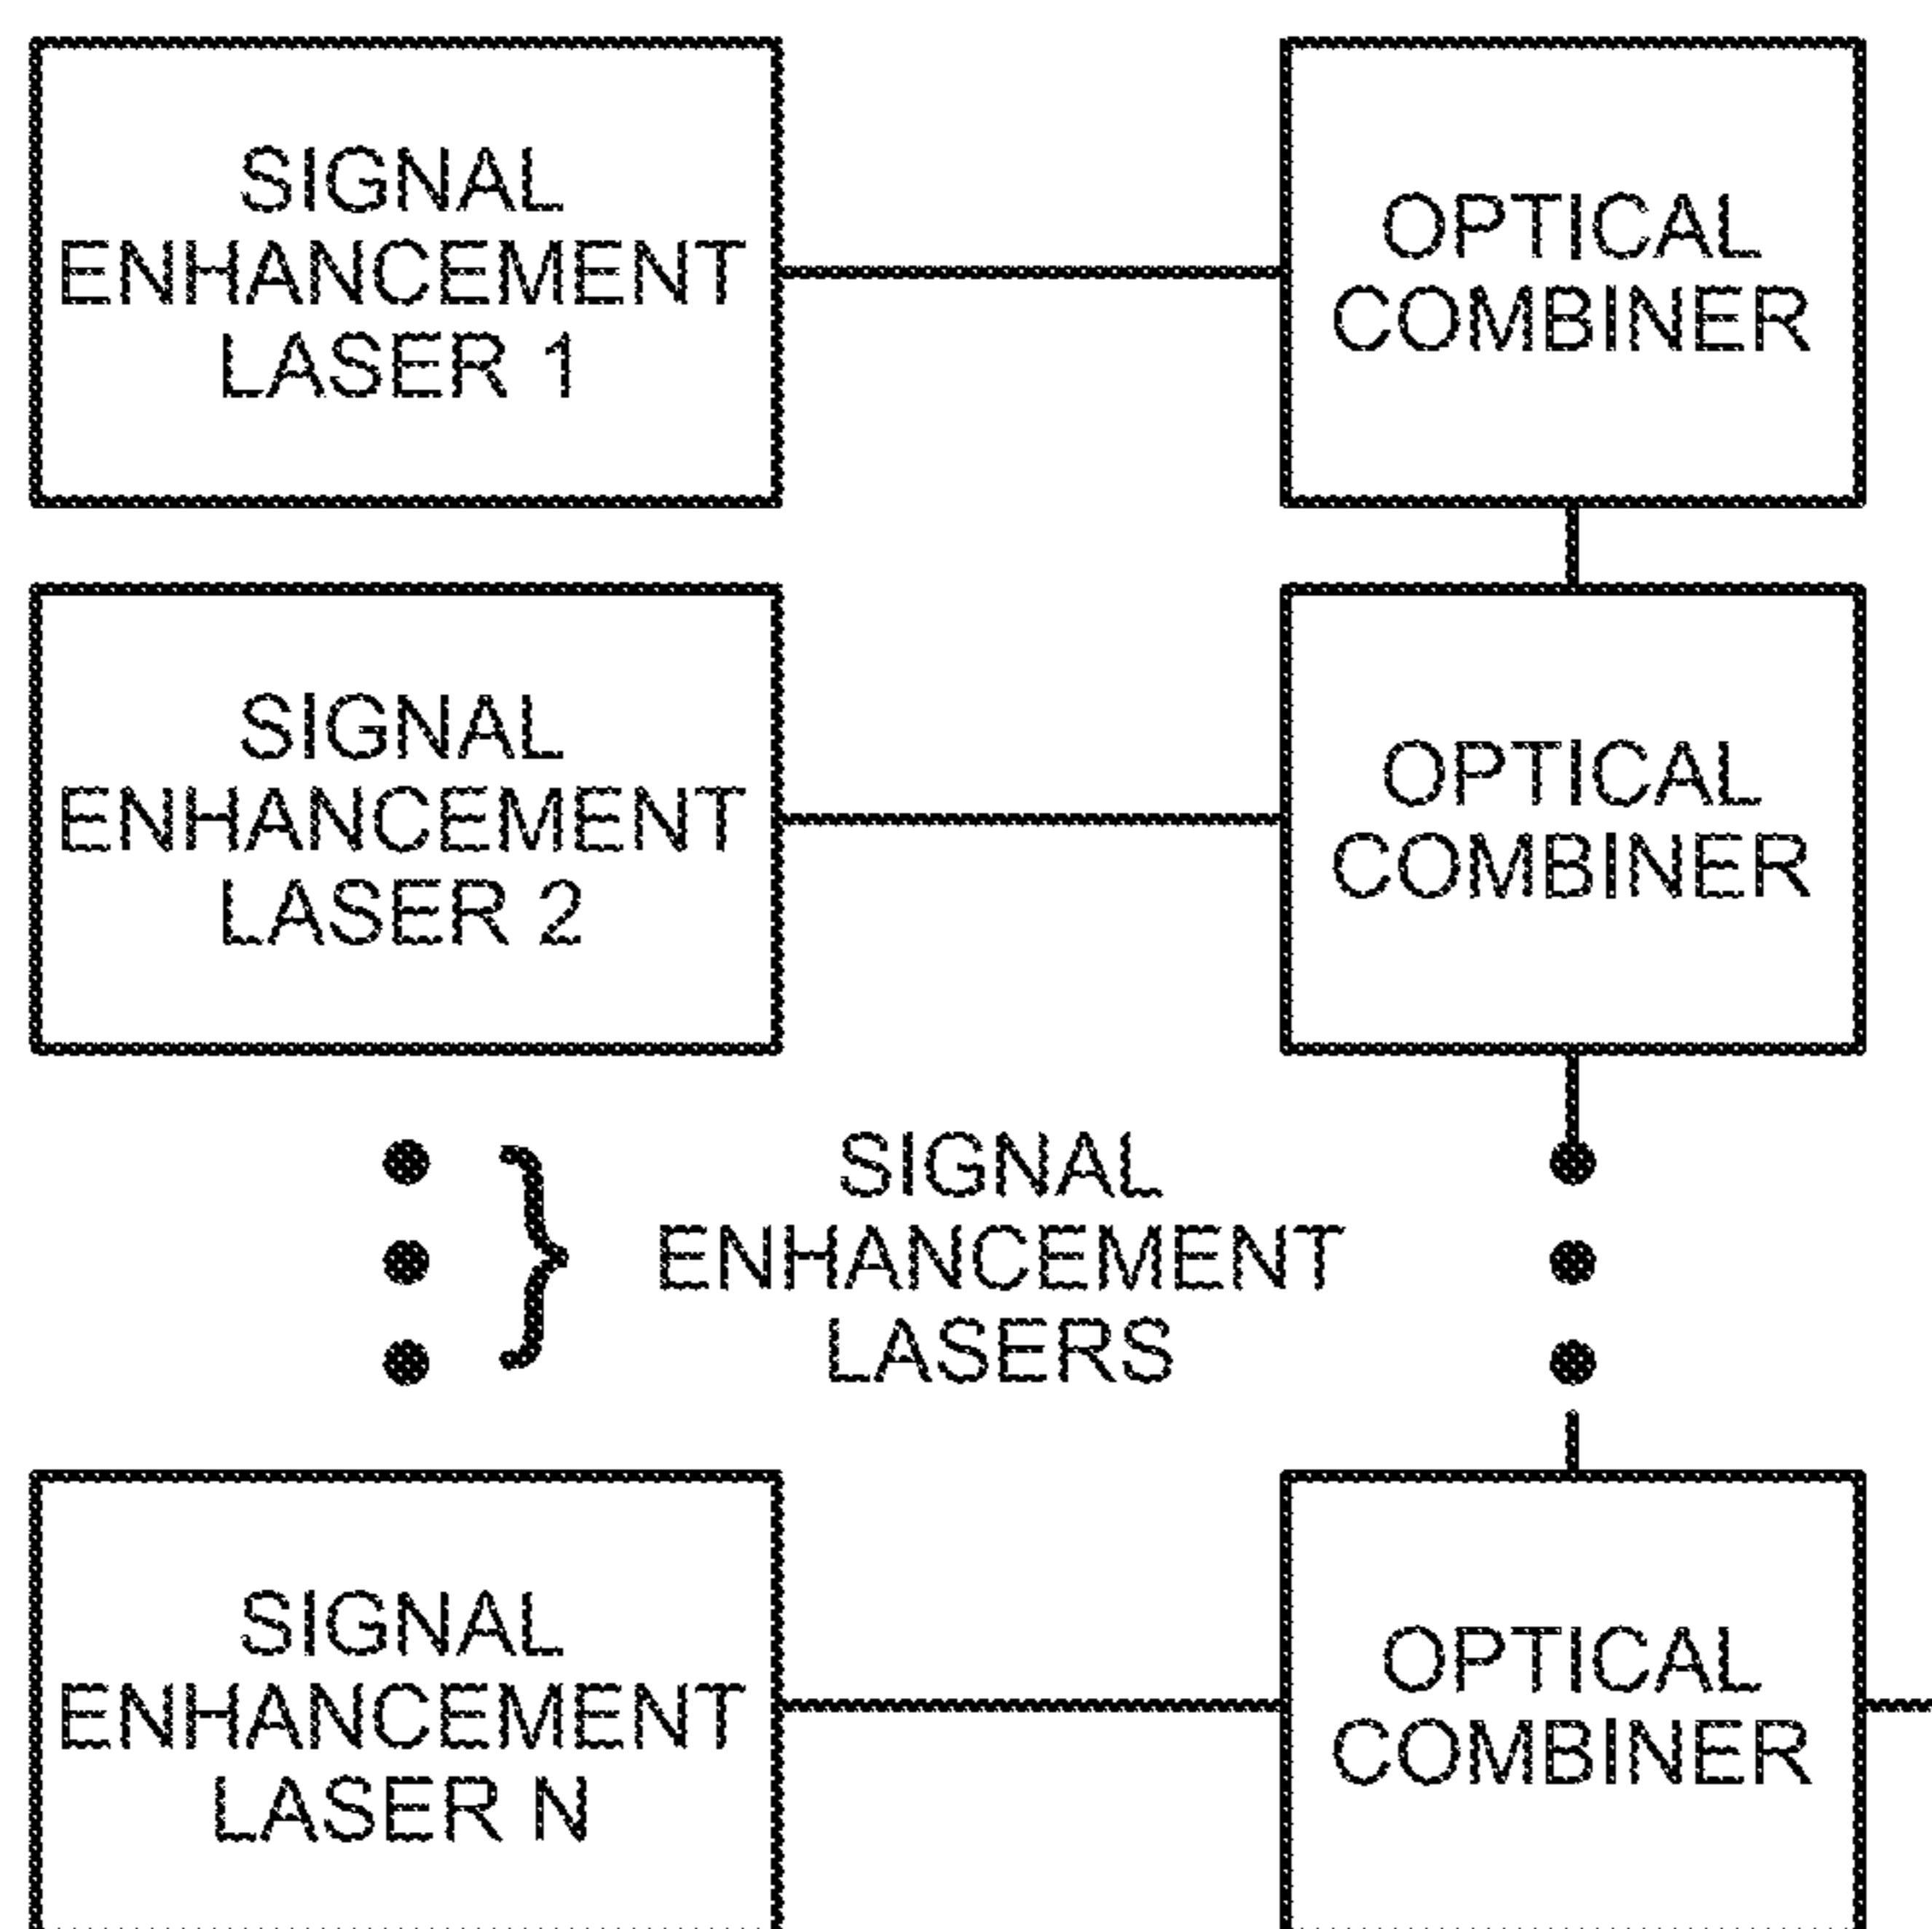 SIGNAL
ENHANCEMENT
LASER 1
OPTICAL
COMBINER
SIGNAL
ENHANCEMENT
LASER 2
OPTICAL
COMBINER
SIGNAL
ENHANCEMENT
LASERS
SIGNAL
ENHANCEMENT
LASER N
OPTICAL
COMBINER